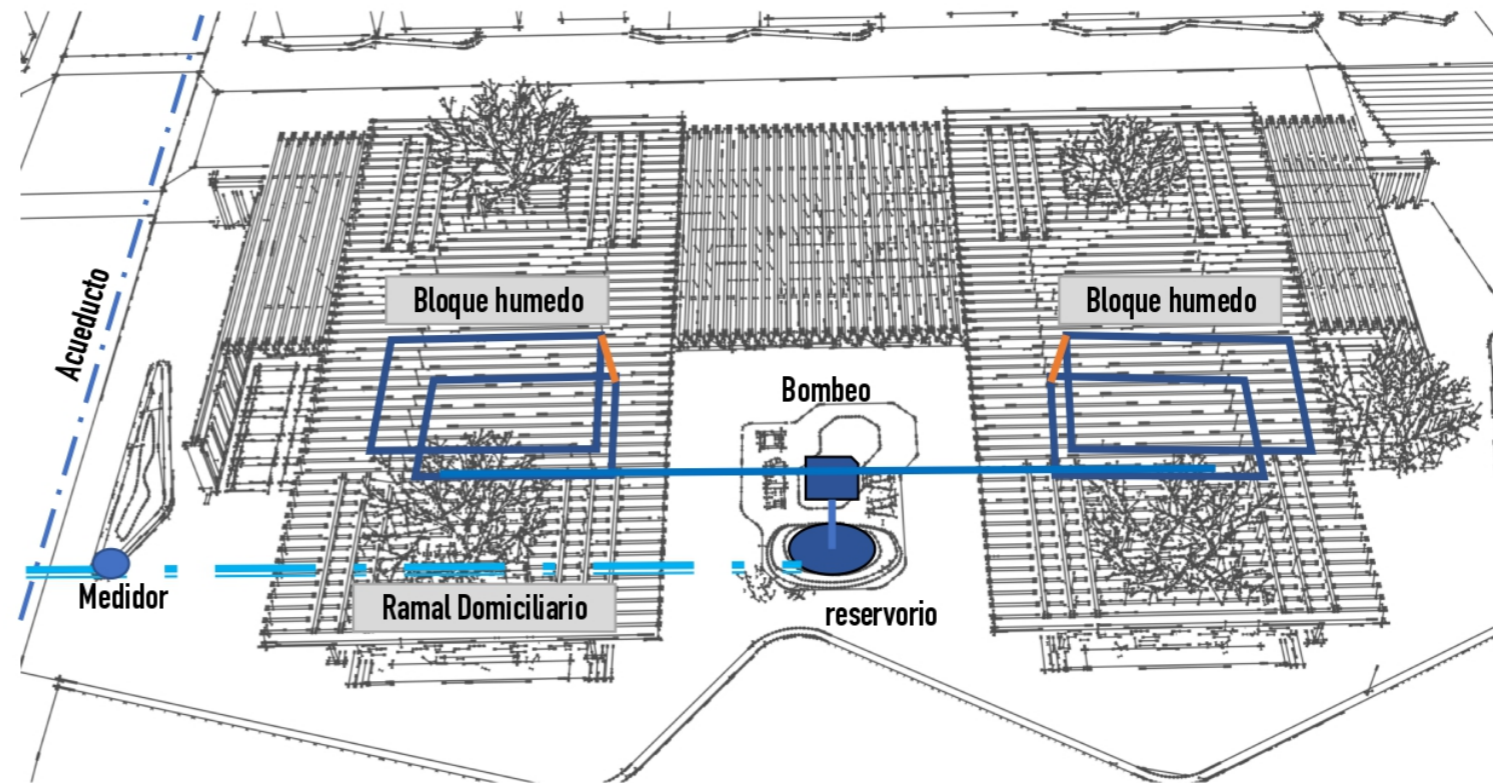 Bloque humedo
Bloque humedo
Acueducto
Bombeo
Medidor
Ramal Domiciliario
reservorio